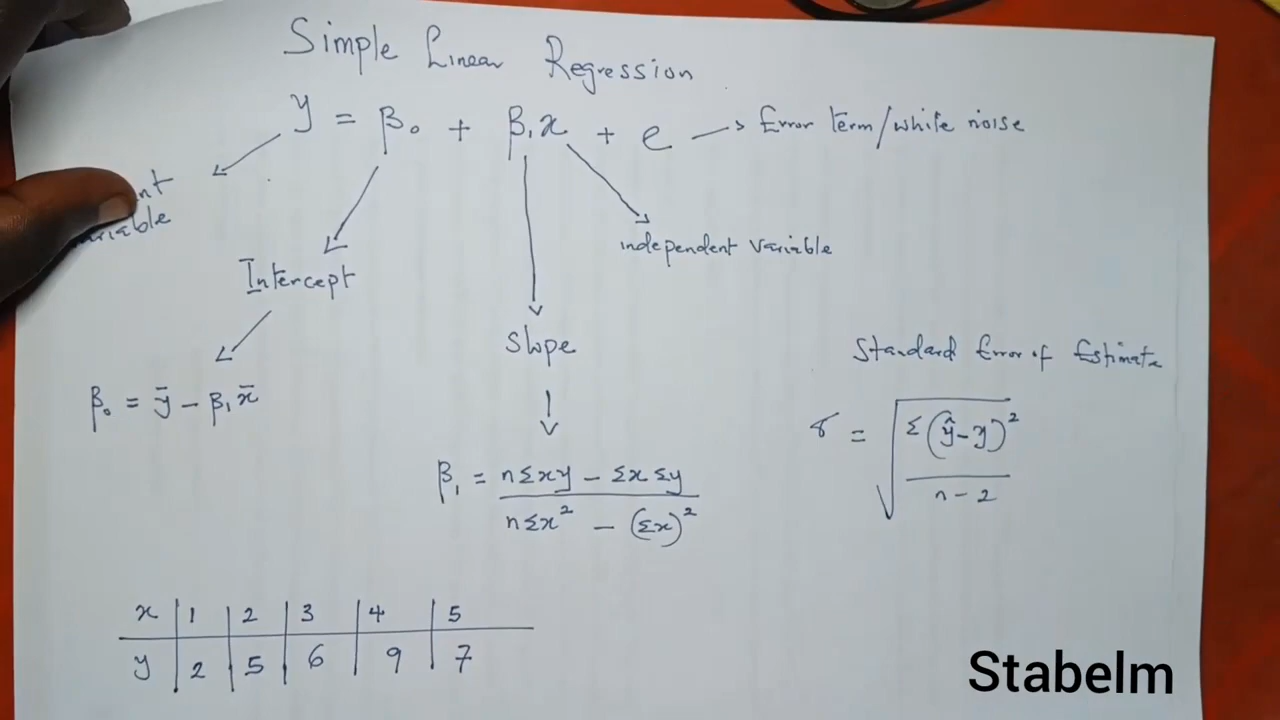 Simple Linear Regression
y = β₀ + β₁x + e → Error term/white noise
variable
independent variable
Intercept
Slope
Standard Error of Estimate
β₀ = ȳ - β₁x̄
σ = √(Σ(ŷ-y)²/(n-2))
β₁ = (nΣxy - ΣxΣy)/(nΣx² - (Σx)²)
x | 1 | 2 | 3 | 4 | 5
y | 2 | 5 | 6 | 9 | 7
Stabelm